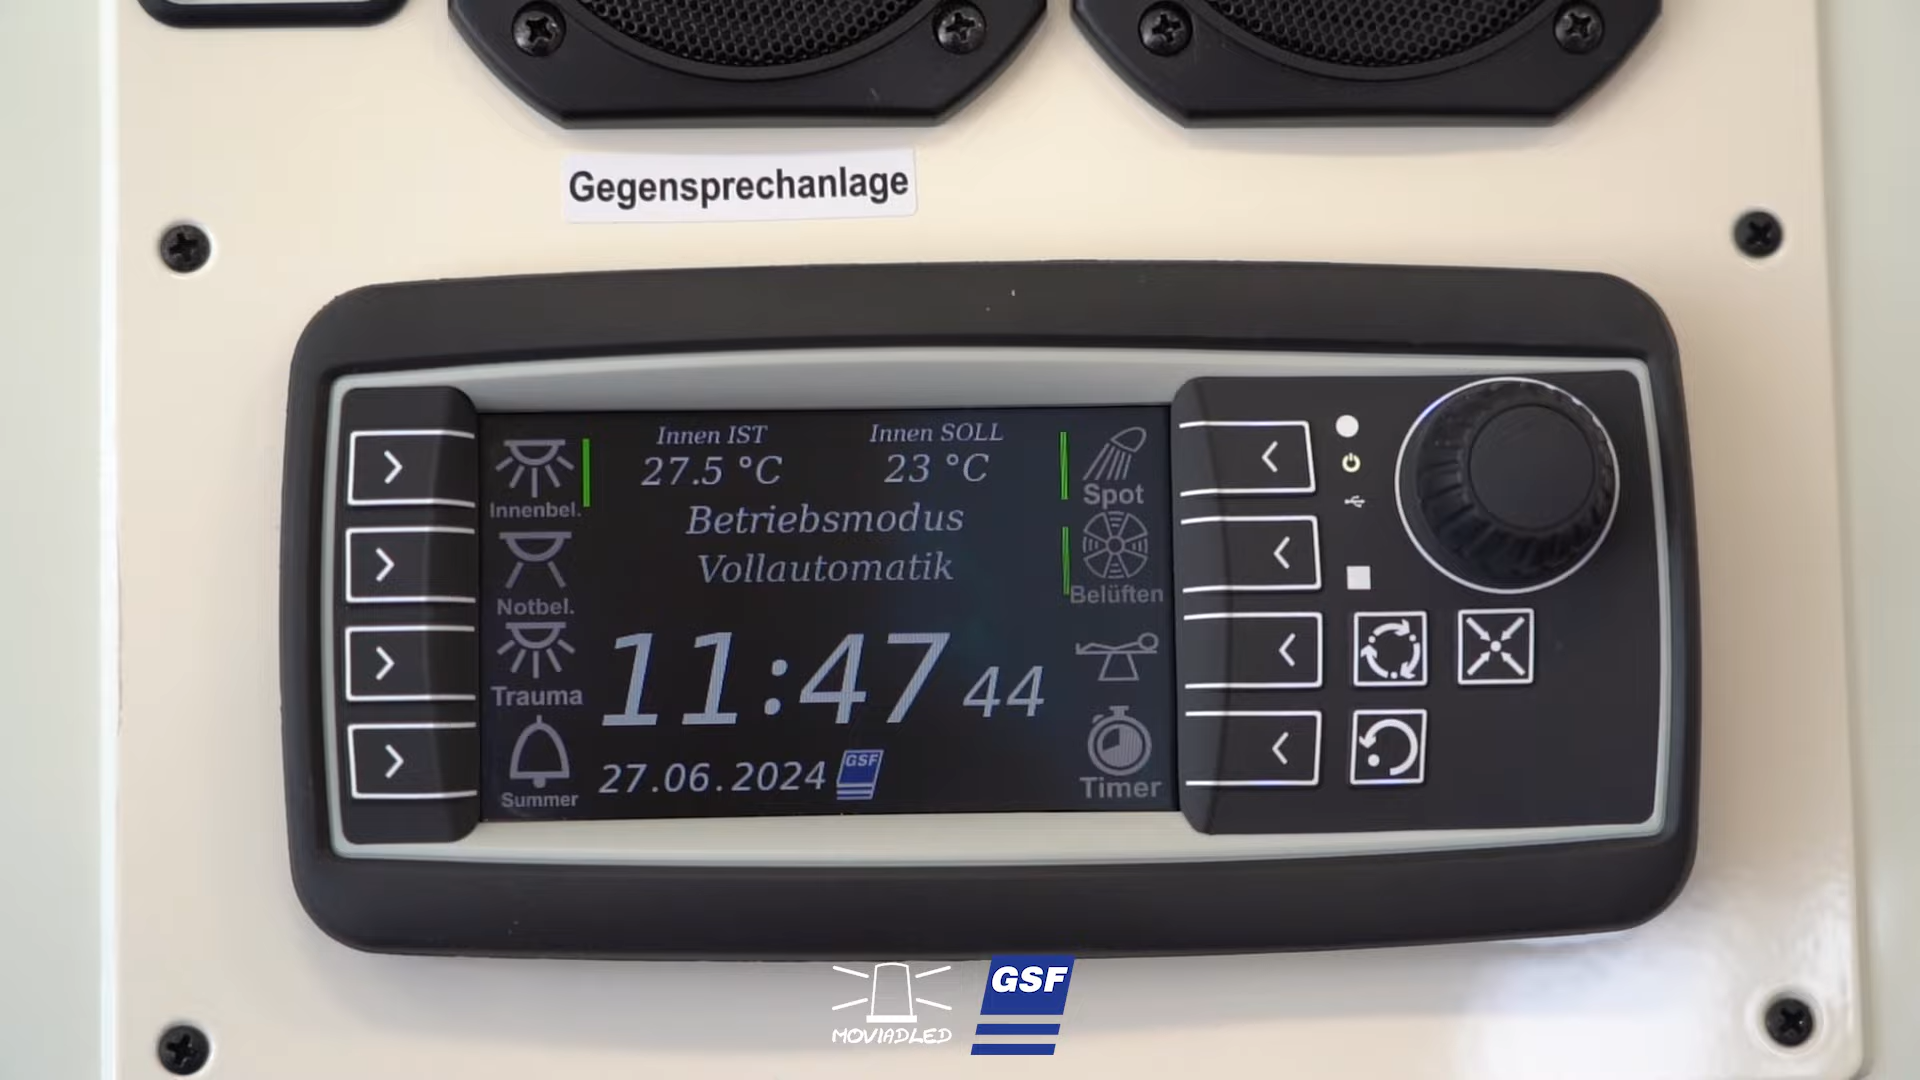 Gegensprechanlage
Innen IST
Innen SOLL
27.5 °C
23 °C
Betriebsmodus
Vollautomatik
11:47 44
27.06.2024
GSF
Innenbel.
Notbel.
Trauma
Summer
Spot
Belüften
Timer
MOVIADLED
GSF